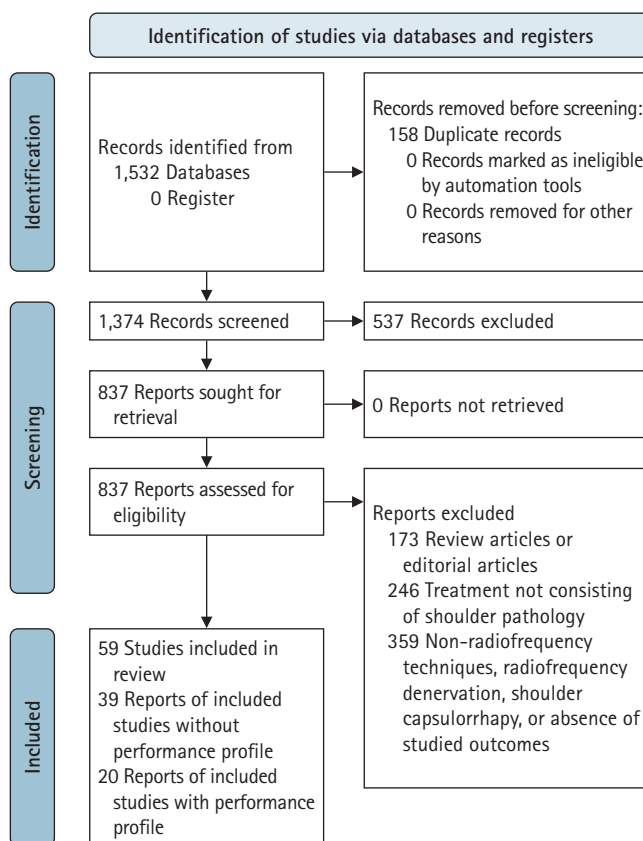 Identification of studies via databases and registers
Identification
Records identified from
1,532 Databases
0 Register
Records removed before screening:
158 Duplicate records
0 Records marked as ineligible
by automation tools
0 Records removed for other
reasons
Screening
1,374 Records screened
537 Records excluded
837 Reports sought for
retrieval
0 Reports not retrieved
837 Reports assessed for
eligibility
Reports excluded
173 Review articles or
editorial articles
246 Treatment not consisting
of shoulder pathology
359 Non-radiofrequency
techniques, radiofrequency
denervation, shoulder
capsulorrhapy, or absence of
studied outcomes
Included
59 Studies included in
review
39 Reports of included
studies without
performance profile
20 Reports of included
studies with performance
profile